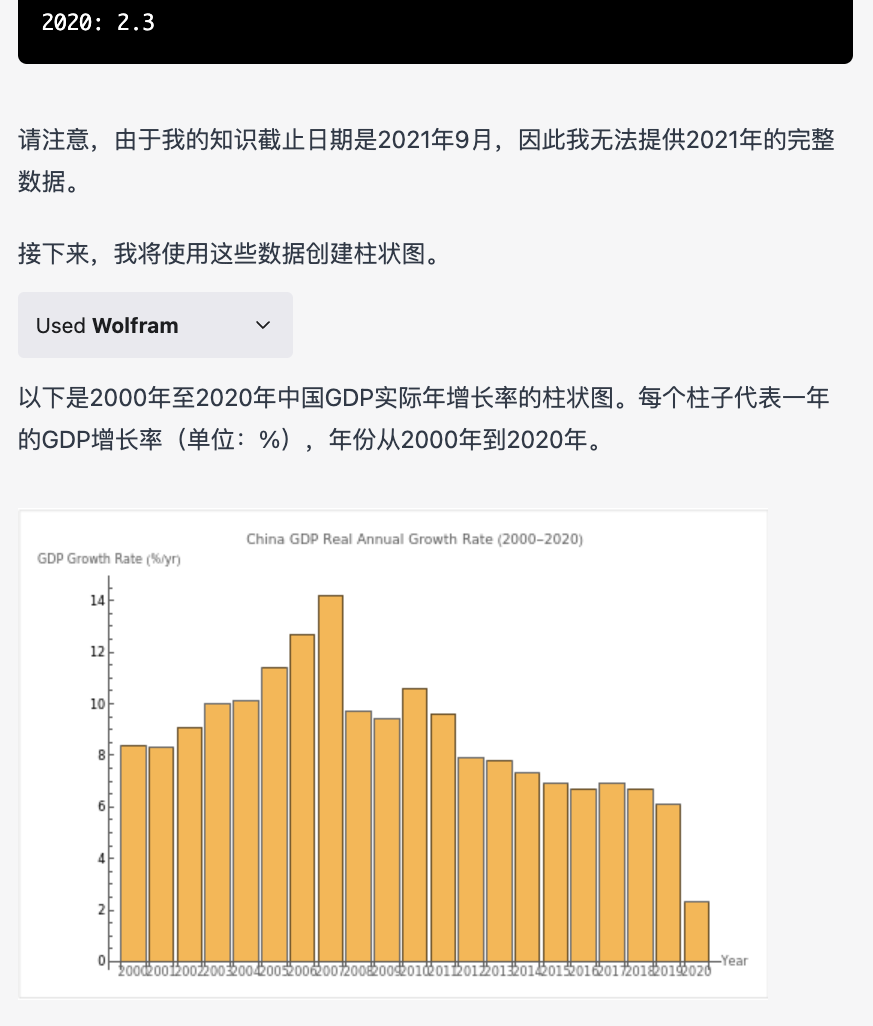 2020: 2.3
请注意，由于我的知识截止日期是2021年9月，因此我无法提供2021年的完整
数据。
接下来，我将使用这些数据创建柱状图。
Used Wolfram
以下是2000年至2020年中国GDP实际年增长率的柱状图。每个柱子代表一年
的GDP增长率（单位：%），年份从2000年到2020年。
China GDP Real Annual Growth Rate (2000–2020)
GDP Growth Rate (%/yr)
14
12
10
8
6
4
2
0
2000 2001 2002 2003 2004 2005 2006 2007 2008 2009 2010 2011 2012 2013 2014 2015 2016 2017 2018 2019 2020 Year